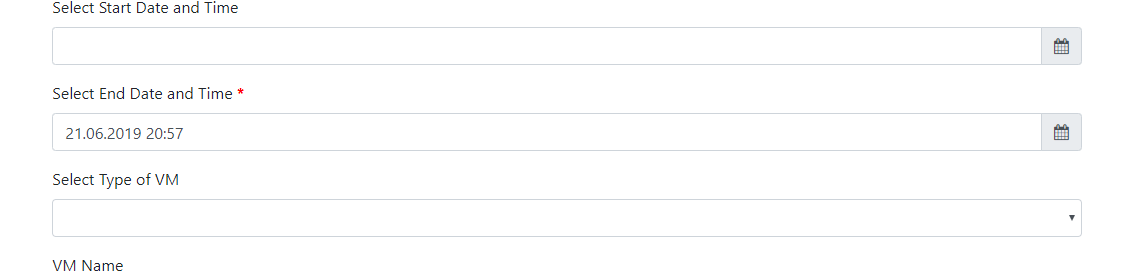 Select Start Date and Time
Select End Date and Time *
21.06.2019 20:57
Select Type of VM
VM Name